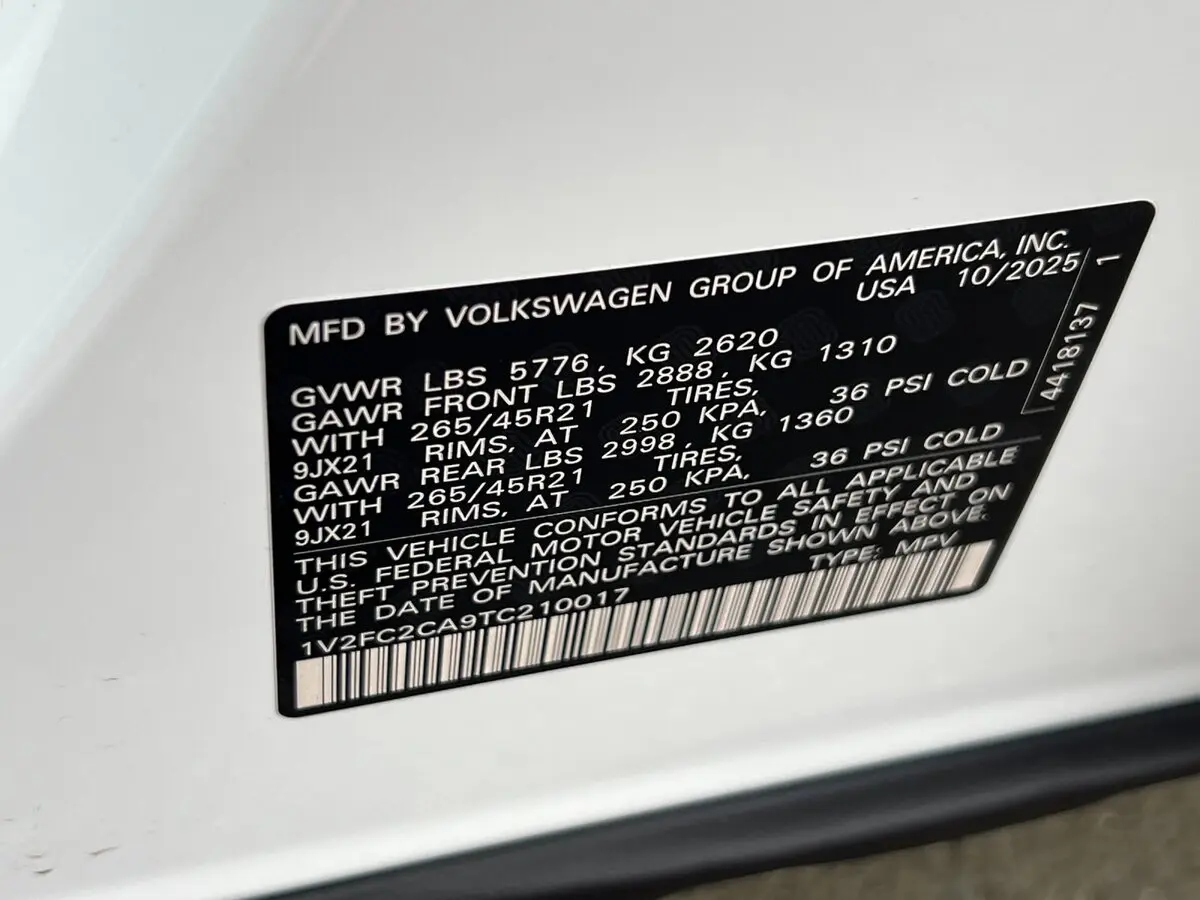 MFD BY VOLKSWAGEN GROUP OF AMERICA, INC.
USA 10/2025
GVWR LBS 5776, KG 2620
GAWR FRONT LBS 2888, KG 1310
WITH 265/45R21 TIRES,
9JX21 RIMS, AT 250 KPA, 36 PSI COLD
GAWR REAR LBS 2998, KG 1360
WITH 265/45R21 TIRES,
9JX21 RIMS, AT 250 KPA, 36 PSI COLD
THIS VEHICLE CONFORMS TO ALL APPLICABLE
U.S. FEDERAL MOTOR VEHICLE SAFETY AND
THEFT PREVENTION STANDARDS IN EFFECT ON
THE DATE OF MANUFACTURE SHOWN ABOVE.
1V2FC2CA9TC210017 TYPE: MPV
4418137 1